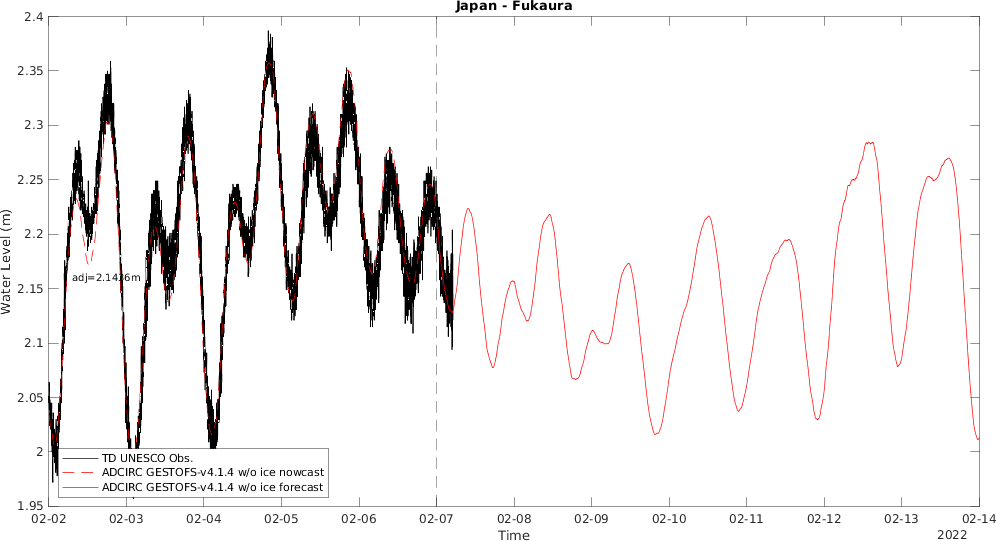 Japan - Fukaura
2.4
2.35
2.3
2.25
2.2
2.15
2.1
2.05
2
1.95
Water Level (m)
adj=2.1436m
TD UNESCO Obs.
ADCIRC GESTOFS-v4.1.4 w/o ice nowcast
ADCIRC GESTOFS-v4.1.4 w/o ice forecast
02-02 02-03 02-04 02-05 02-06 02-07 02-08 02-09 02-10 02-11 02-12 02-13 02-14
Time
2022